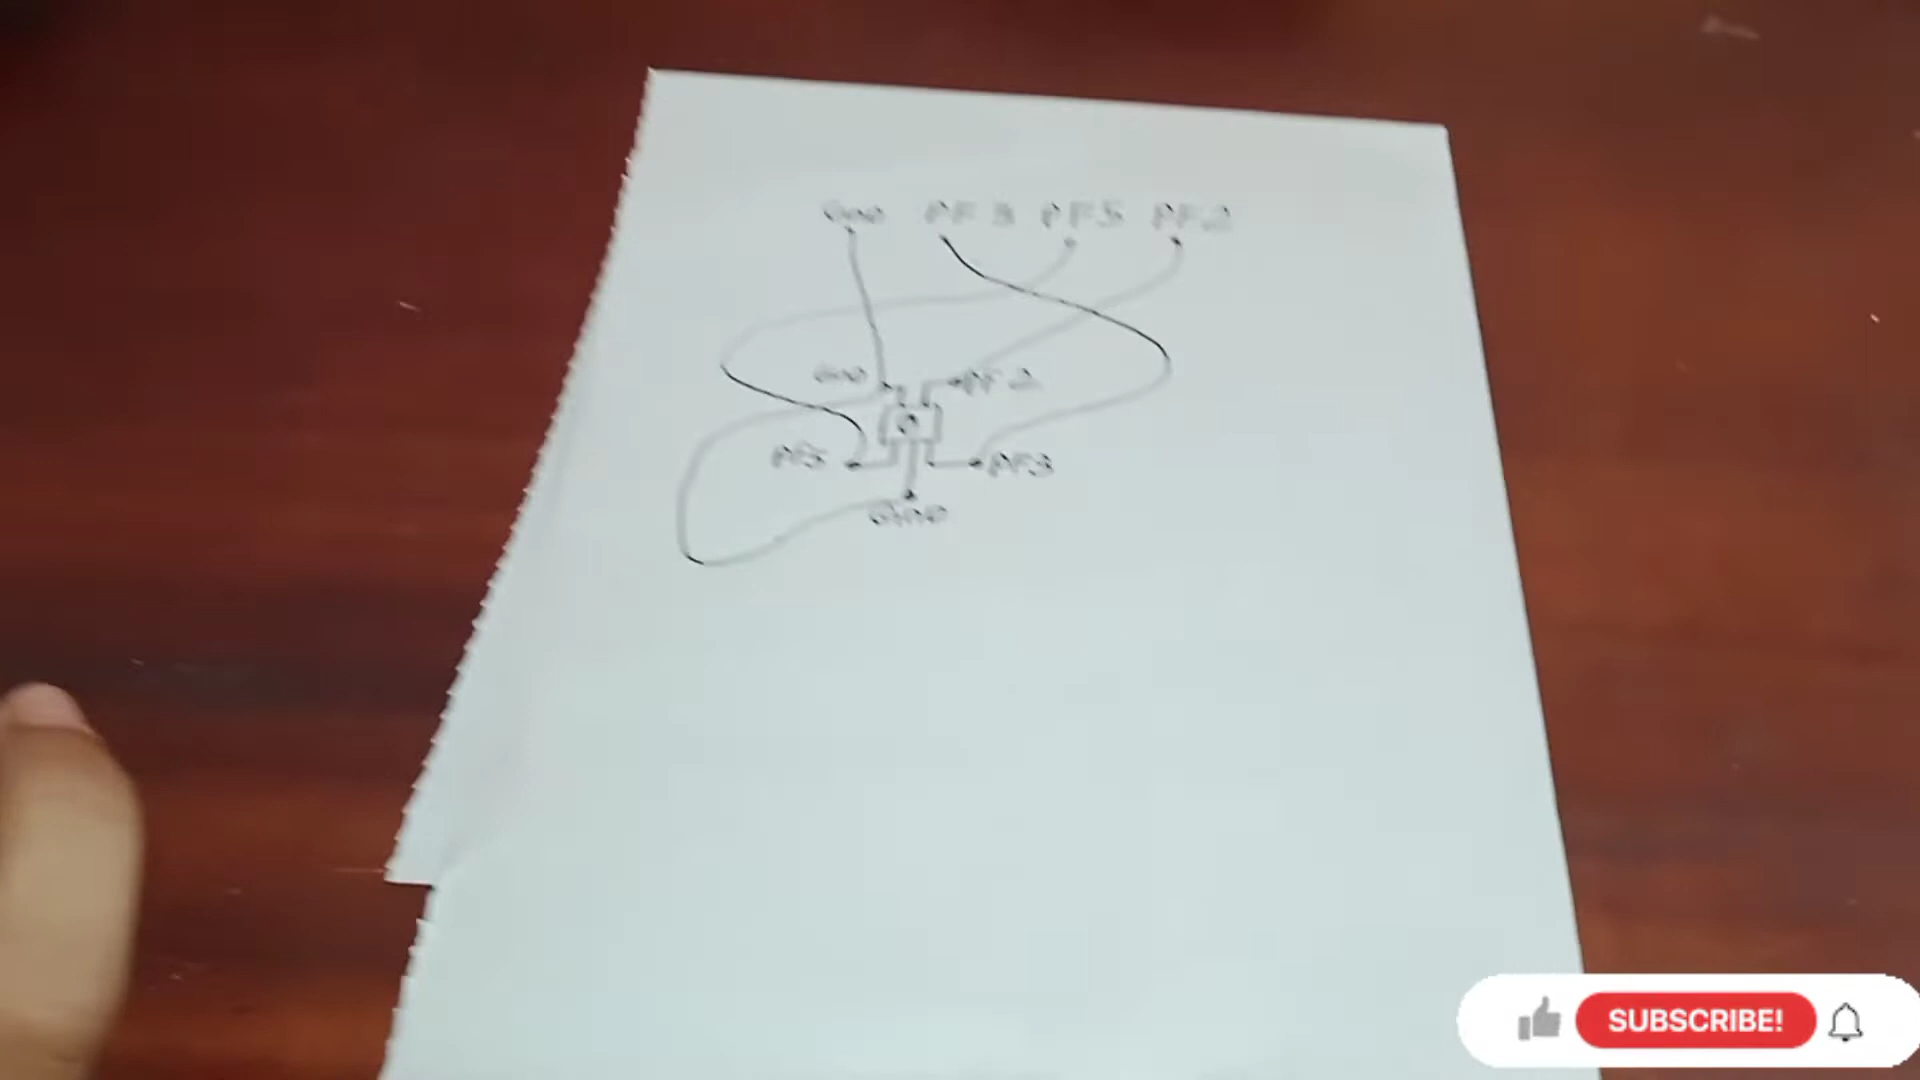 GND PF3 PF5 PF2
GND PF2
PF5 PF3
GND
SUBSCRIBE!